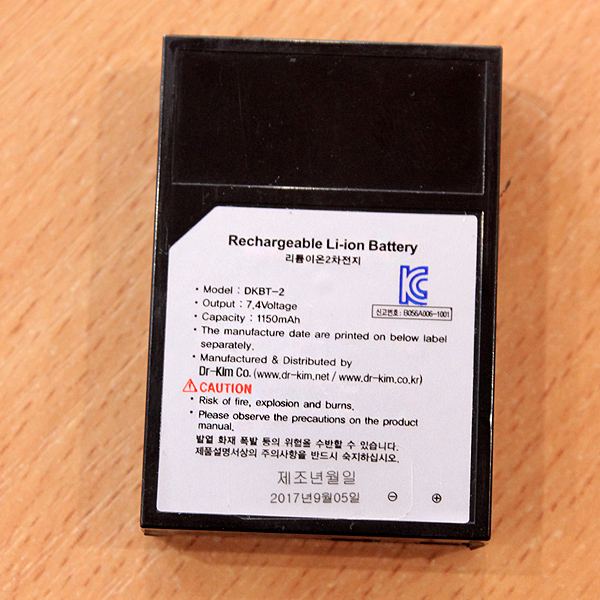 Rechargeable Li-ion Battery
리튬이온2차전지
• Model : DKBT-2
• Output : 7,4Voltage
• Capacity : 1150mAh
신고번호 : B056A006-1001
• The manufacture date are printed on below label
separately.
• Manufactured & Distributed by
Dr-Kim Co. (www.dr-kim.net / www.dr-kim.co.kr)
⚠CAUTION
• Risk of fire, explosion and burns.
• Please observe the precautions on the product
manual.
발열 화재 폭발 등의 위험을 수반할 수 있습니다.
제품설명서상의 주의사항을 반드시 숙지하십시오.
제조년월일
2017년9월05일 ⊖ ⊕